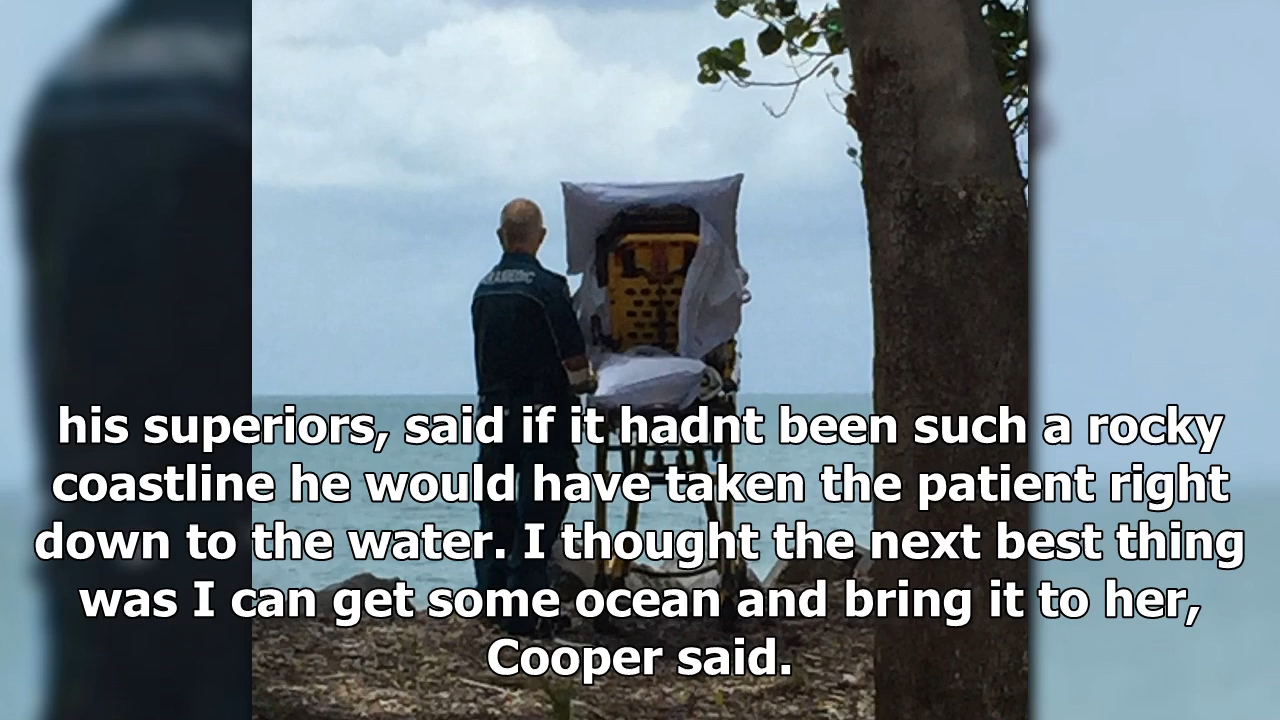 PARAMEDIC
his superiors, said if it hadnt been such a rocky
coastline he would have taken the patient right
down to the water. I thought the next best thing
was I can get some ocean and bring it to her,
Cooper said.